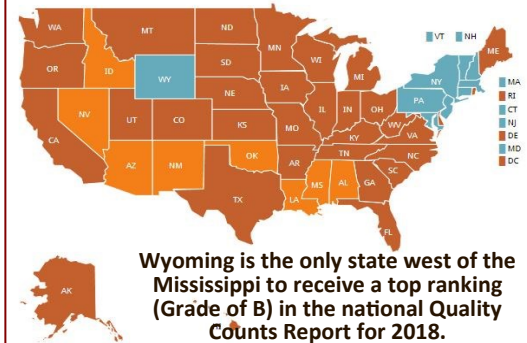 WA
MT
ND
MN
VT NH
ME
OR
ID
SD
WI
MI
WY
NY
MA
RI
CT
NJ
DE
MD
DC
NV
NE
IA
PA
UT
CO
IL
IN
OH
WV
VA
CA
KS
MO
KY
NC
AZ
NM
OK
AR
TN
SC
TX
LA
MS
AL
GA
FL
AK
Wyoming is the only state west of the
Mississippi to receive a top ranking
(Grade of B) in the national Quality
Counts Report for 2018.